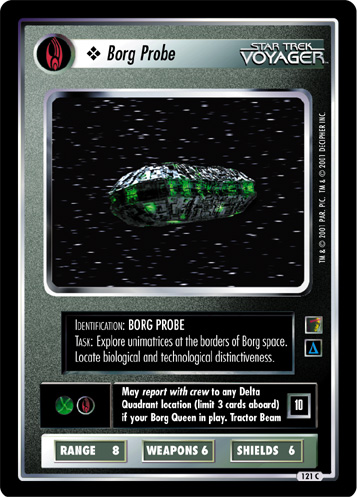 ❖ Borg Probe
STAR TREK
VOYAGER™
TM & © 2001 PAR. PIC. TM & © 2001 DECIPHER INC.
IDENTIFICATION: BORG PROBE
TASK: Explore unimatrices at the borders of Borg space.
Locate biological and technological distinctiveness.
Δ
May report with crew to any Delta
Quadrant location (limit 3 cards aboard)
if your Borg Queen in play. Tractor Beam
10
RANGE 8
WEAPONS 6
SHIELDS 6
121 C